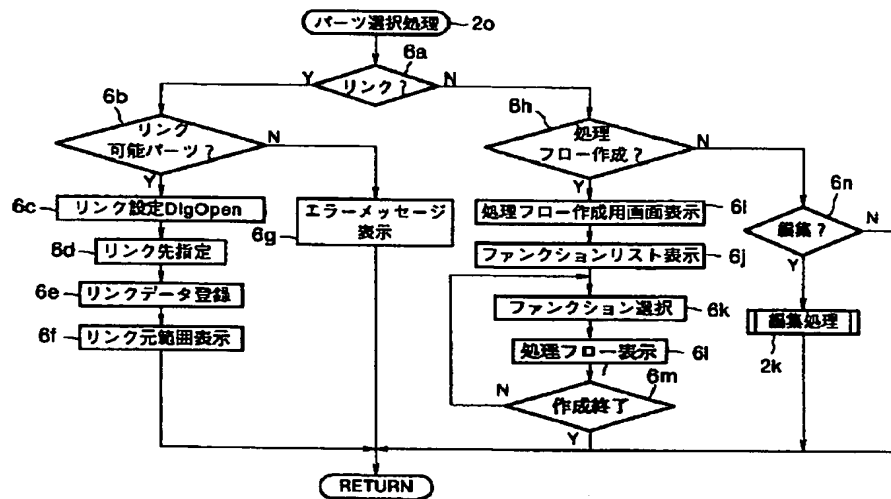 パーツ選択処理
2o
6a
リンク？
Y
N
6b
リンク
可能パーツ？
N
Y
6h
処理
フロー作成？
N
Y
6c
リンク設定DlgOpen
エラーメッセージ
表示
6g
処理フロー作成用画面表示
6i
6n
編集？
N
Y
6d
リンク先指定
ファンクションリスト表示
6j
6e
リンクデータ登録
ファンクション選択
6k
編集処理
2k
6f
リンク元範囲表示
処理フロー表示
6l
6m
作成終了
N
Y
RETURN